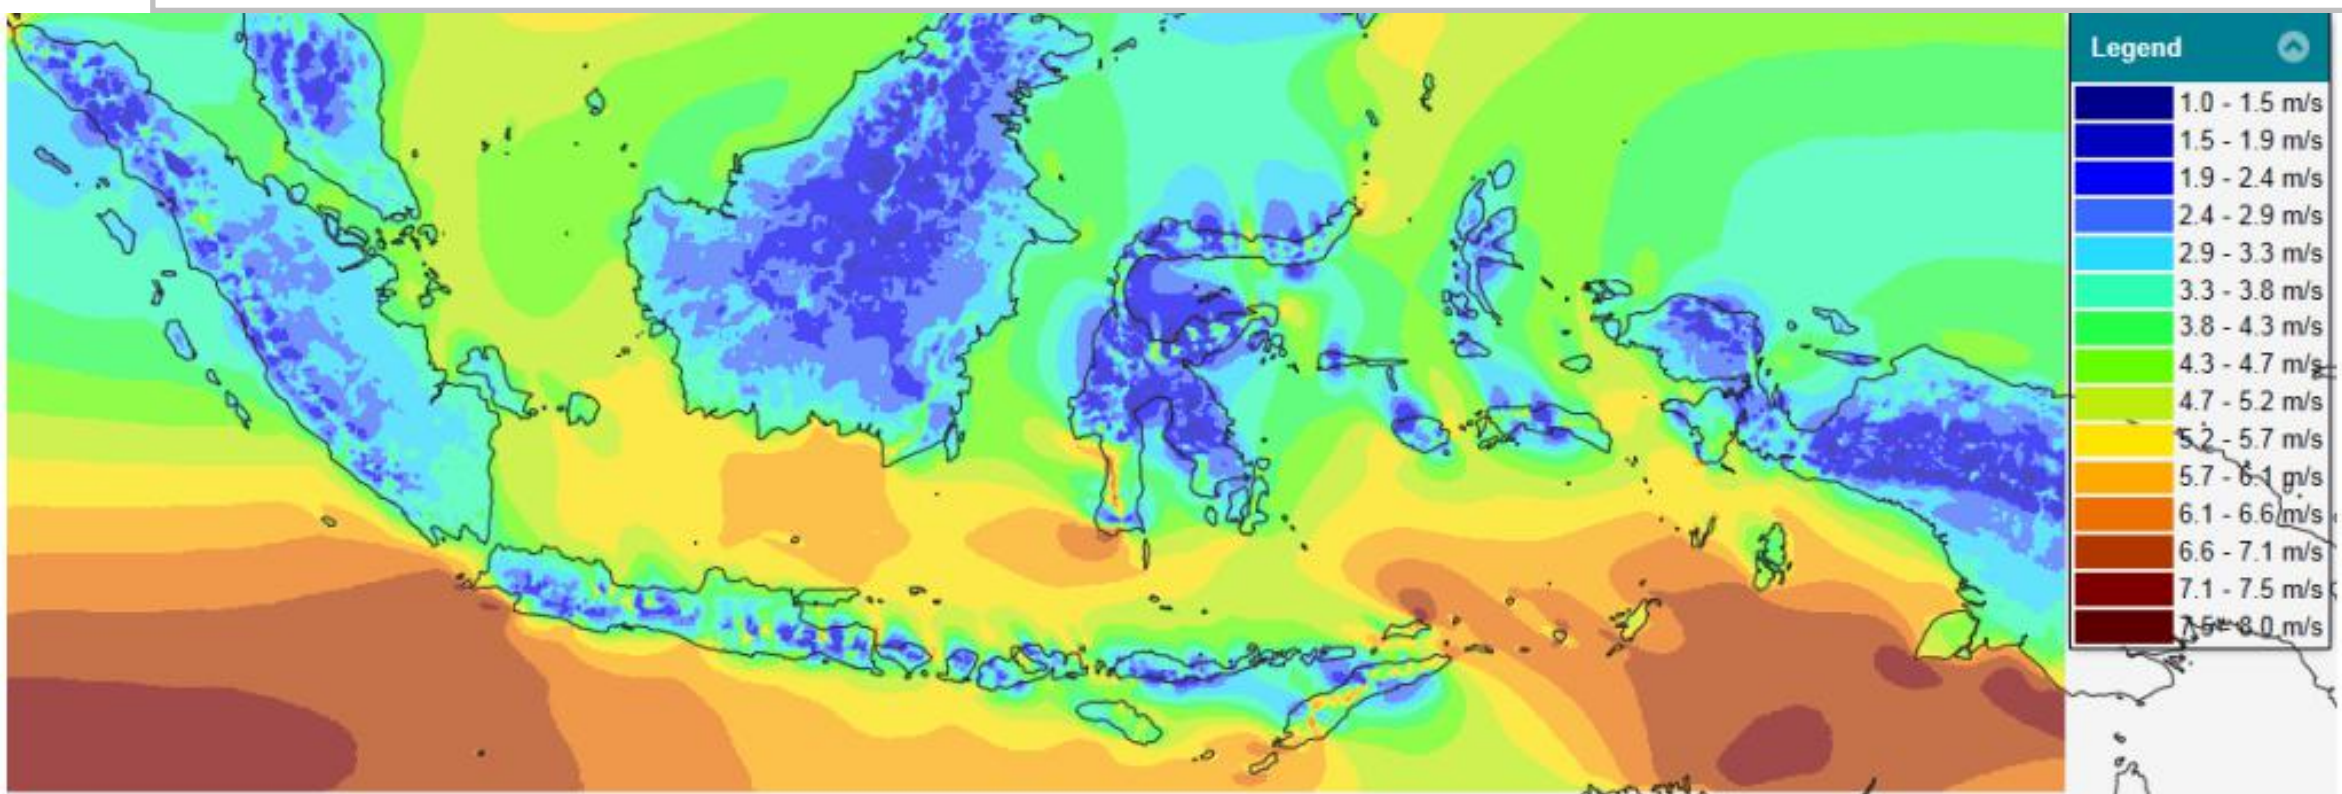 Legend
1.0 - 1.5 m/s
1.5 - 1.9 m/s
1.9 - 2.4 m/s
2.4 - 2.9 m/s
2.9 - 3.3 m/s
3.3 - 3.8 m/s
3.8 - 4.3 m/s
4.3 - 4.7 m/s
4.7 - 5.2 m/s
5.2 - 5.7 m/s
5.7 - 6.1 m/s
6.1 - 6.6 m/s
6.6 - 7.1 m/s
7.1 - 7.5 m/s
7.5 - 8.0 m/s